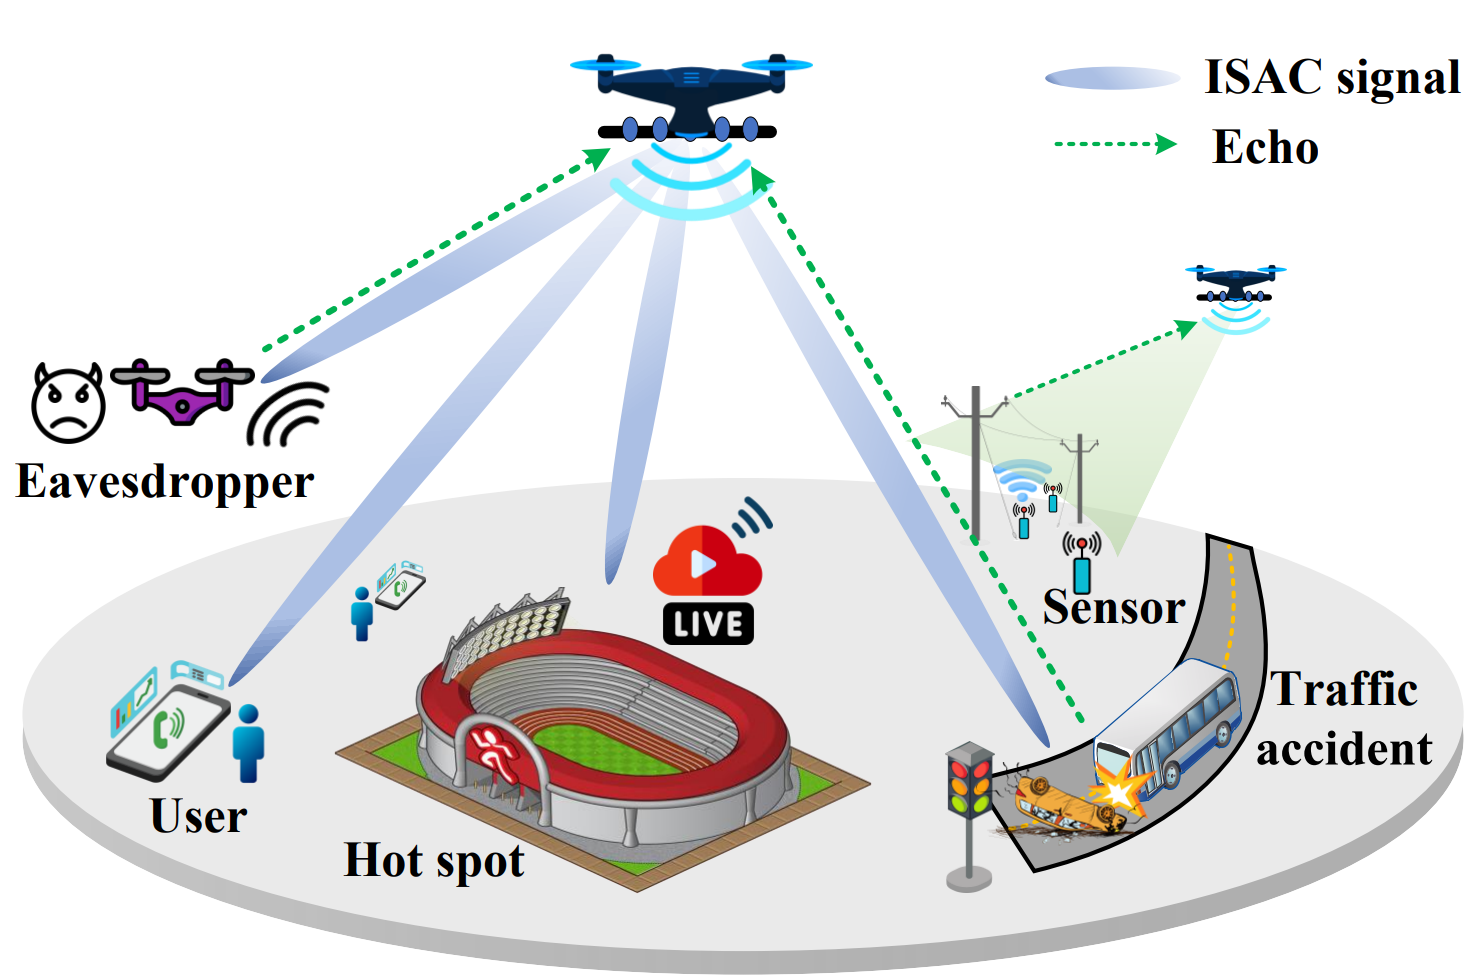 ISAC signal
Echo
Eavesdropper
LIVE
Sensor
Traffic
accident
User
Hot spot